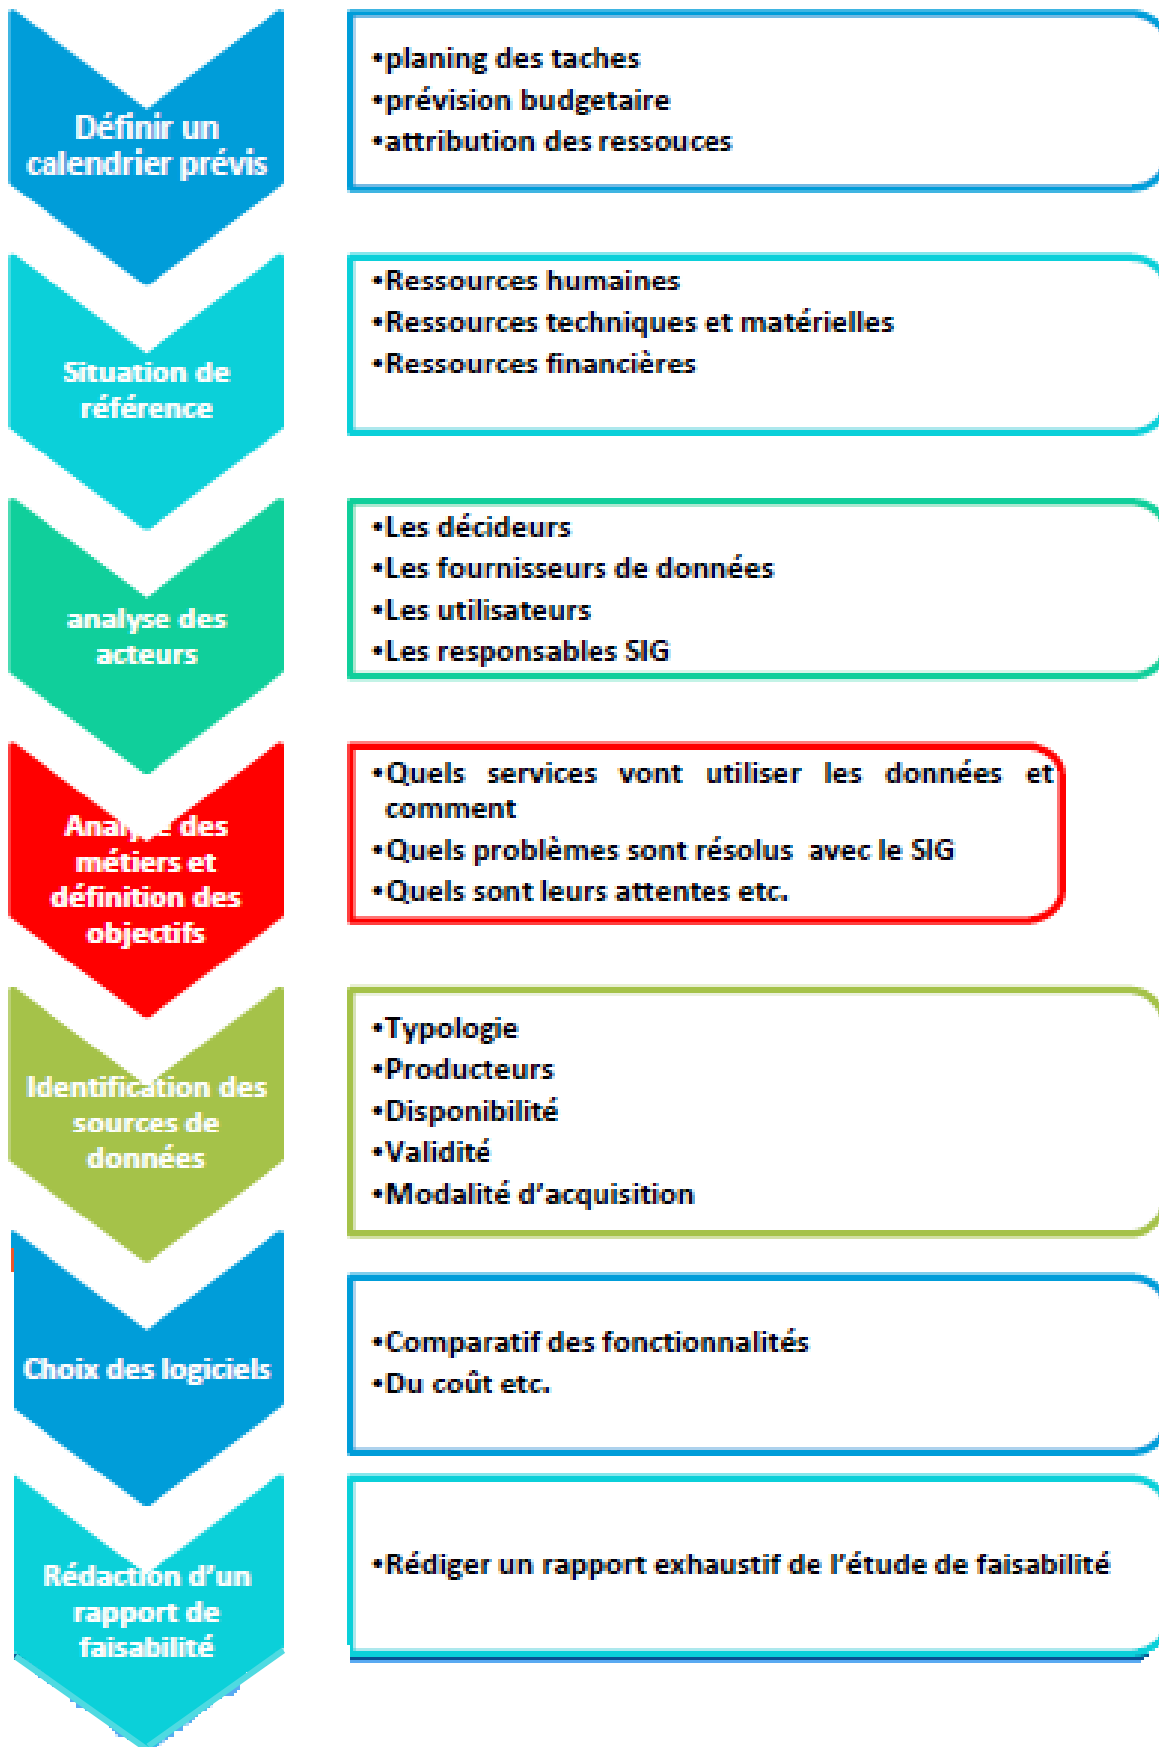 Définir un
calendrier prévis
•planing des taches
•prévision budgetaire
•attribution des ressouces
Situation de
référence
•Ressources humaines
•Ressources techniques et matérielles
•Ressources financières
analyse des
acteurs
•Les décideurs
•Les fournisseurs de données
•Les utilisateurs
•Les responsables SIG
Analyse des
métiers et
définition des
objectifs
•Quels services vont utiliser les données et
comment
•Quels problèmes sont résolus avec le SIG
•Quels sont leurs attentes etc.
Identification des
sources de
données
•Typologie
•Producteurs
•Disponibilité
•Validité
•Modalité d’acquisition
Choix des logiciels
•Comparatif des fonctionnalités
•Du coût etc.
Rédaction d’un
rapport de
faisabilité
•Rédiger un rapport exhaustif de l’étude de faisabilité